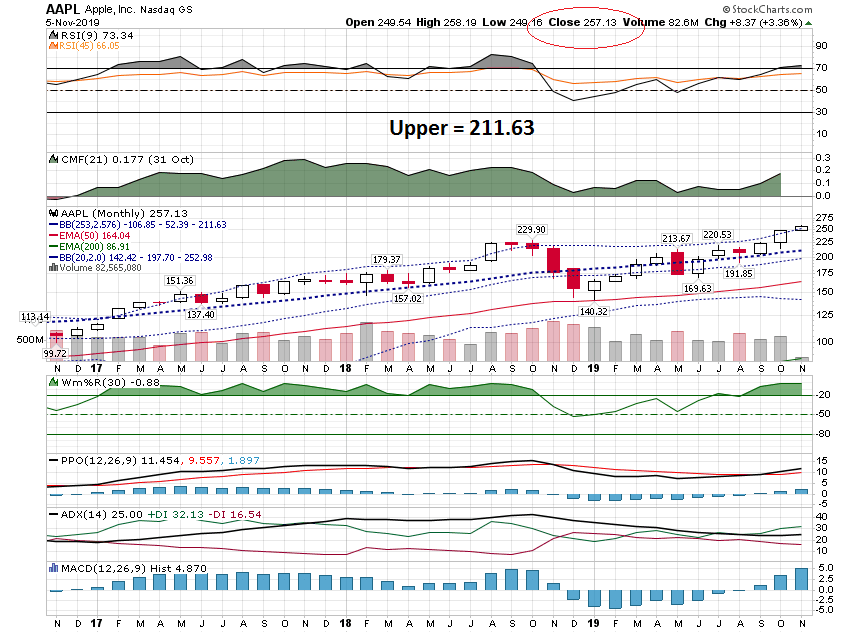 AAPL Apple, Inc. Nasdaq GS
© StockCharts.com
5-Nov-2019
Open 249.54 High 258.19 Low 249.16 Close 257.13 Volume 82.6M Chg +8.37 (+3.36%)
RSI(9) 73.34
RSI(45) 66.05
90
70
50
30
10
Upper = 211.63
CMF(21) 0.177 (31 Oct)
0.3
0.2
0.1
0.0
AAPL (Monthly) 257.13
BB(253,2.576) -106.85 - 52.39 - 211.63
EMA(50) 164.04
EMA(200) 86.91
BB(20,2.0) 142.42 - 197.70 - 252.98
Volume 82,565,080
275
250
225
200
175
150
125
100
229.90
220.53
213.67
179.37
151.36
191.85
169.63
157.02
137.40
140.32
113.14
500M
99.72
N D 17 F M A M J J A S O N D 18 F M A M J J A S O N D 19 F M A M J J A S O N
Wm%R(30) -0.88
-20
-50
-80
PPO(12,26,9) 11.454, 9.557, 1.897
15
10
5
0
-5
ADX(14) 25.00 +DI 32.13 -DI 16.54
40
30
20
10
MACD(12,26,9) Hist 4.870
5.0
2.5
0.0
-2.5
-5.0
N D 17 F M A M J J A S O N D 18 F M A M J J A S O N D 19 F M A M J J A S O N